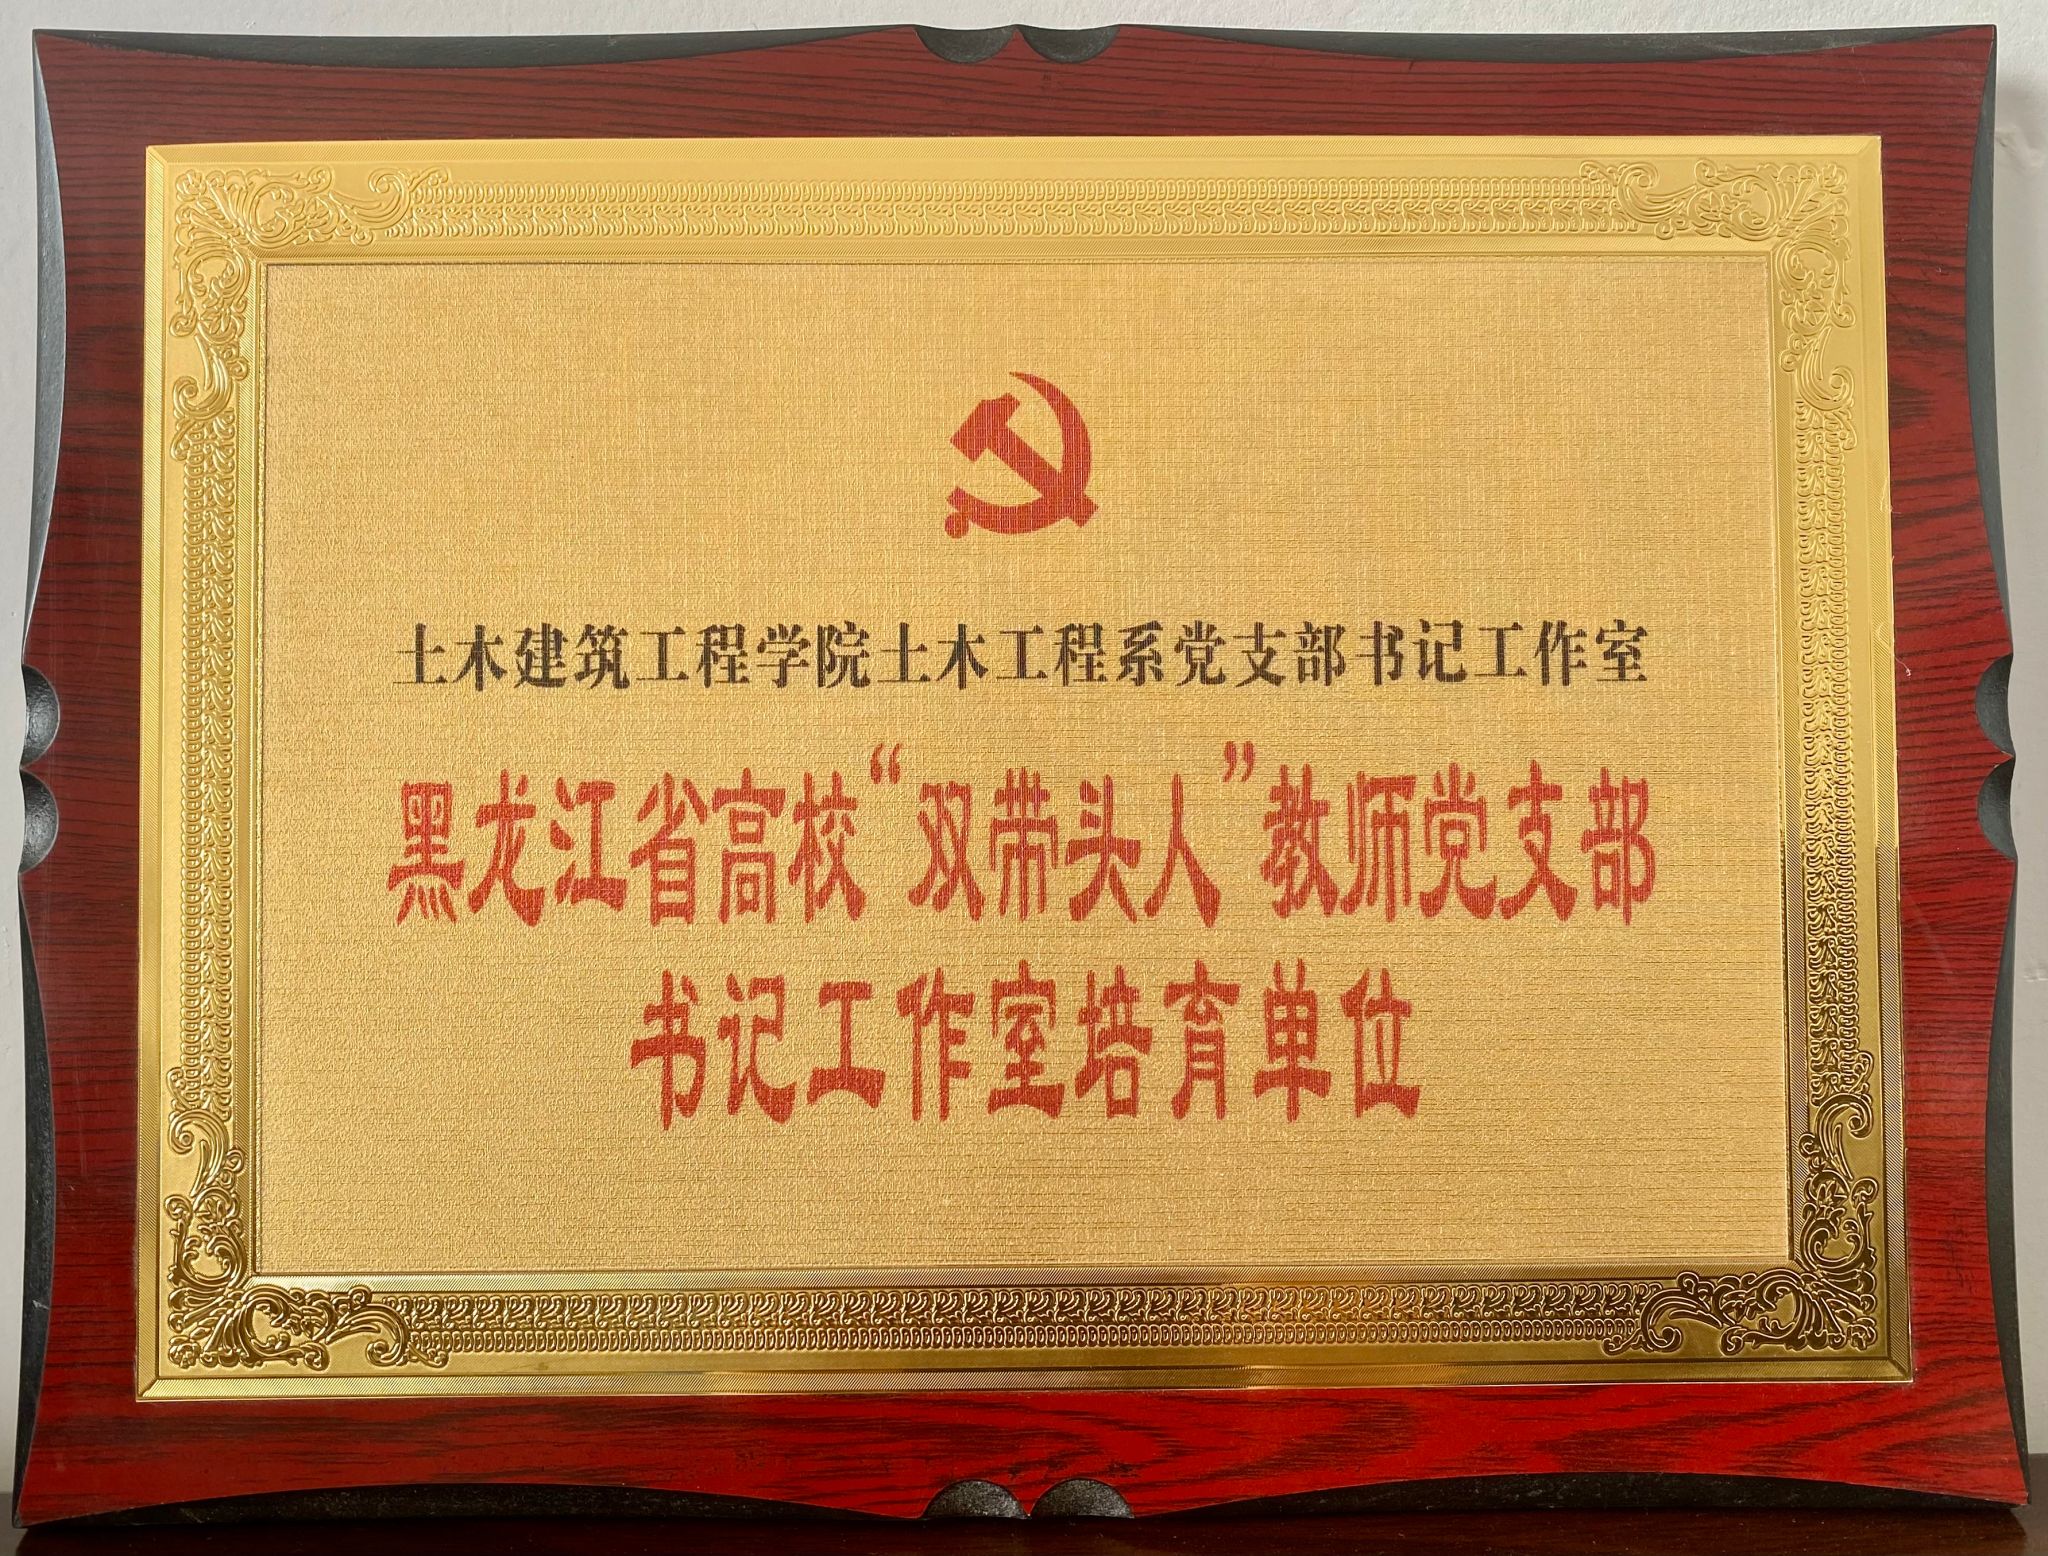 土木建筑工程学院土木工程系党支部书记工作室
黑龙江省高校“双带头人”教师党支部
书记工作室培育单位